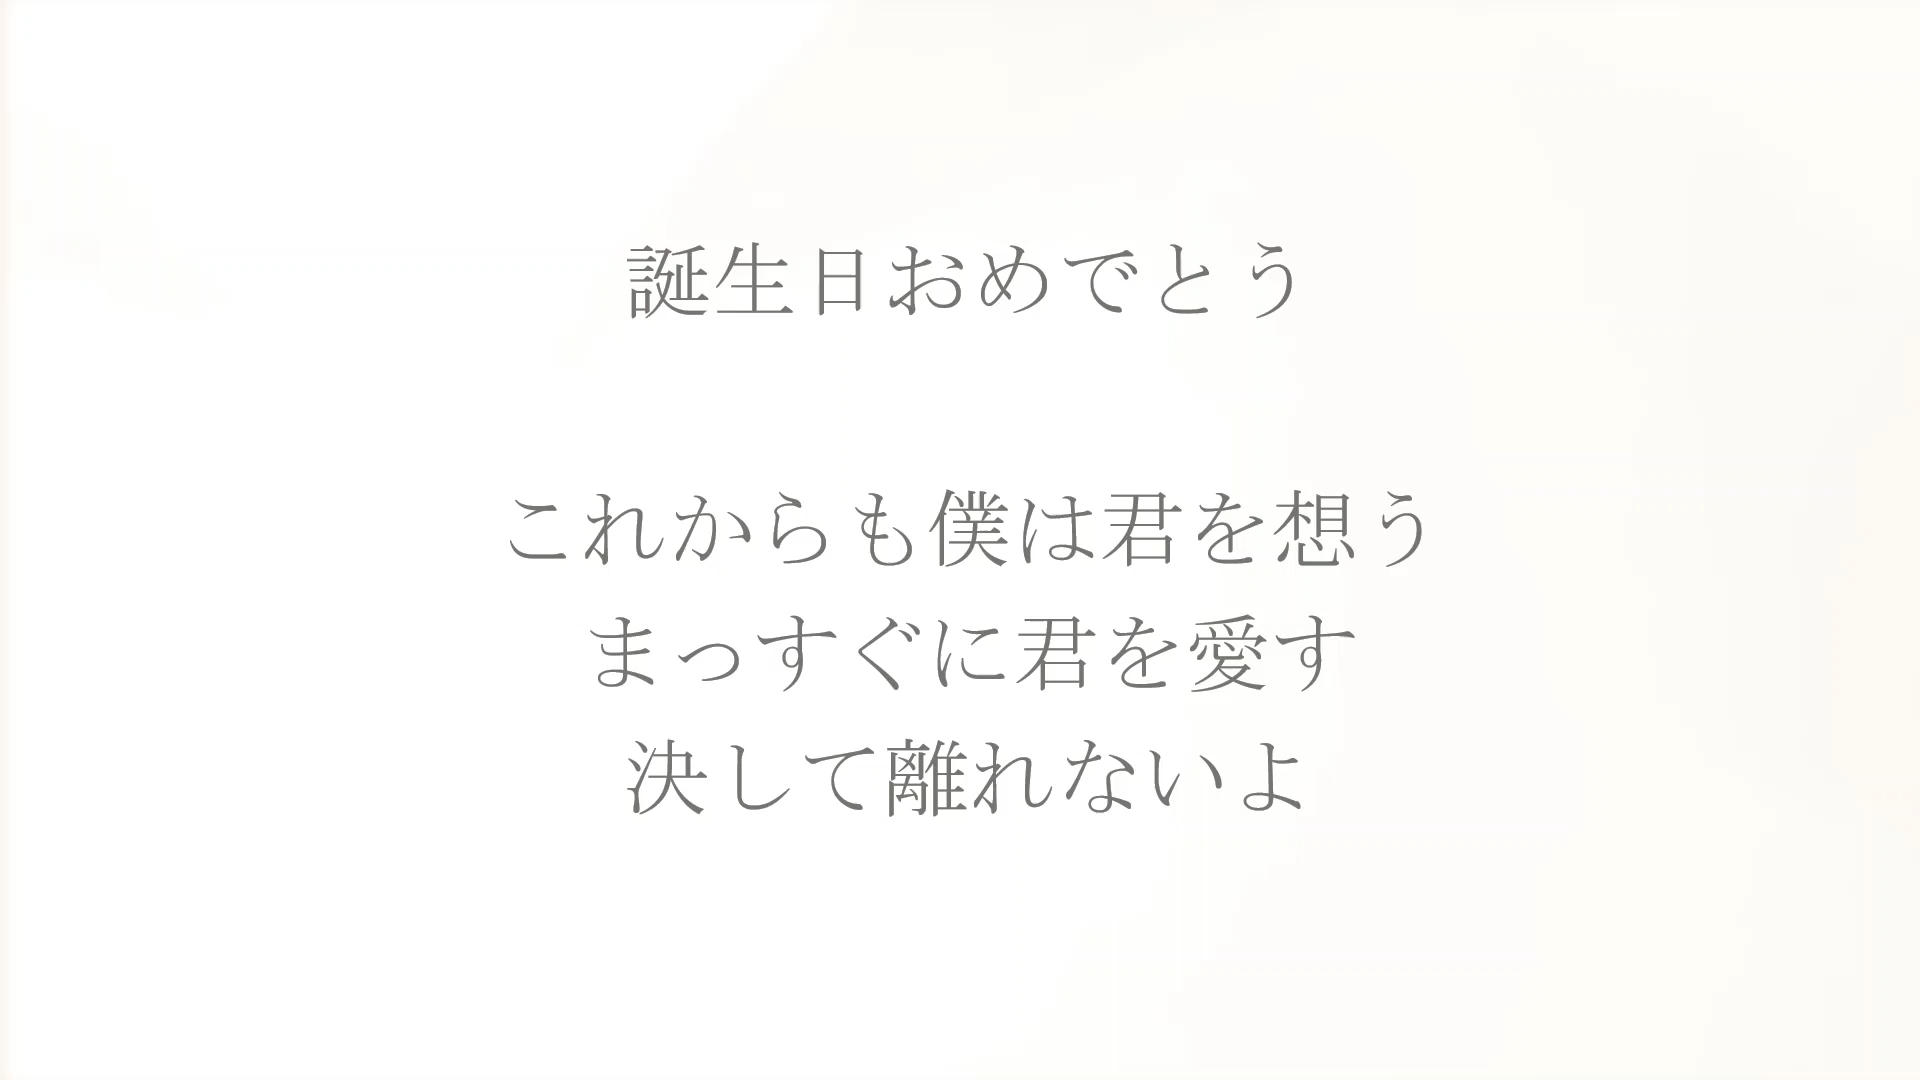 誕生日おめでとう
これからも僕は君を想う
まっすぐに君を愛す
決して離れないよ